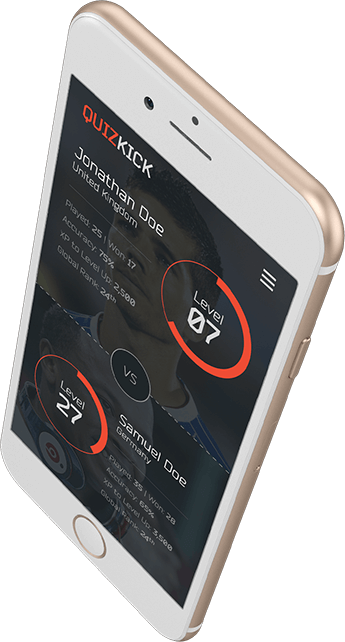 QUIZKICK
Jonathan Doe
United Kingdom
Played: 25 | Won: 17
Accuracy: 75%
XP to Level Up: 2,500
Global Rank: 24th
Level
07
VS
Level
27
Samuel Doe
Germany
Played: 35 | Won: 28
Accuracy: 65%
XP to Level Up: 3,500
Global Rank: 24th